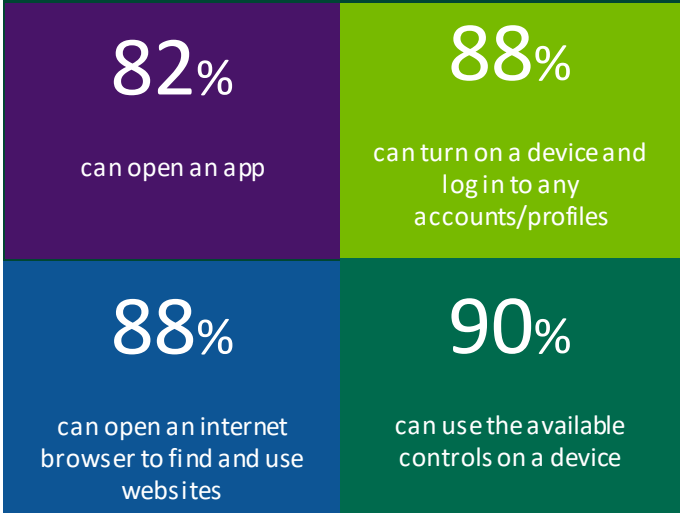 82%
can open an app
88%
can turn on a device and
log in to any
accounts/profiles
88%
can open an internet
browser to find and use
websites
90%
can use the available
controls on a device